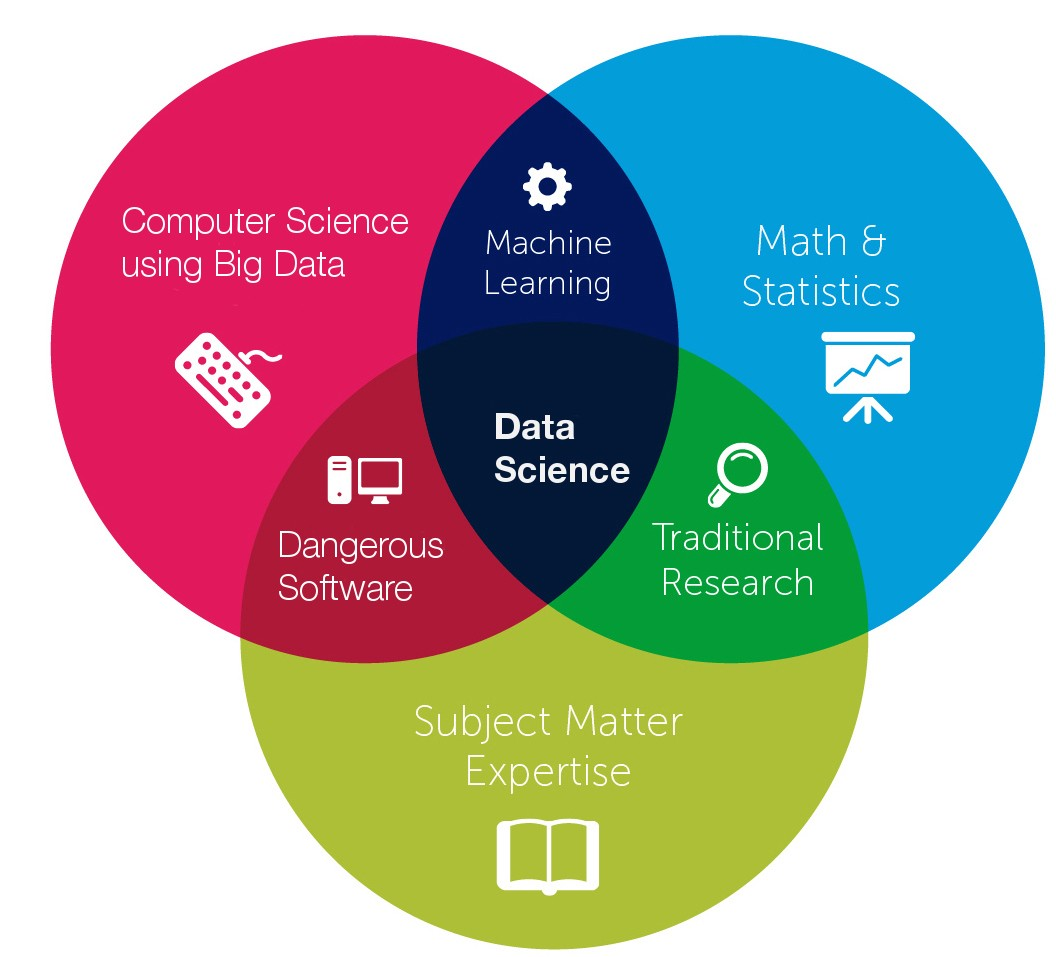 Computer Science
using Big Data
Machine
Learning
Math &
Statistics
Data
Science
Dangerous
Software
Traditional
Research
Subject Matter
Expertise